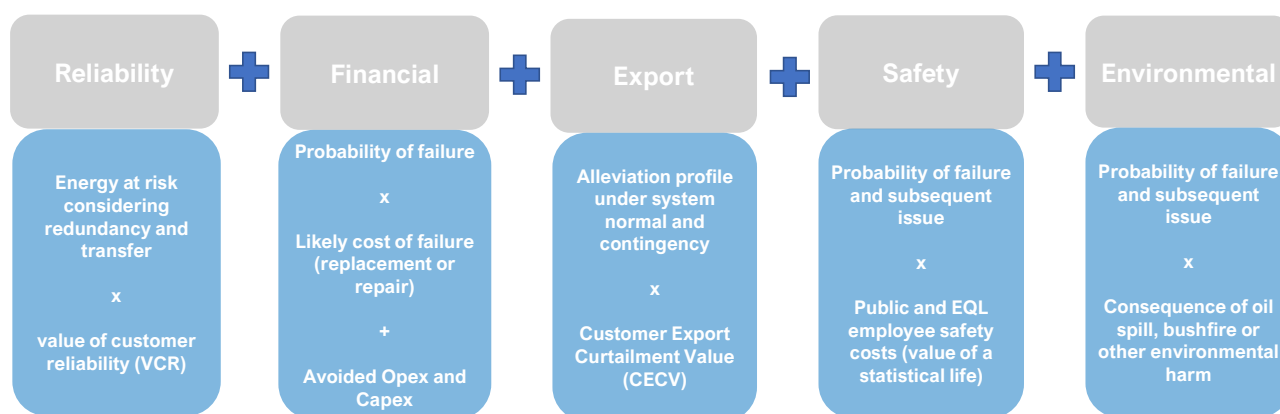 Reliability
Financial
Export
Safety
Environmental
Energy at risk
considering
redundancy and
transfer
x
value of customer
reliability (VCR)
Probability of failure
x
Likely cost of failure
(replacement or
repair)
+
Avoided Opex and
Capex
Alleviation profile
under system
normal and
contingency
x
Customer Export
Curtailment Value
(CECV)
Probability of failure
and subsequent
issue
x
Public and EQL
employee safety
costs (value of a
statistical life)
Probability of failure
and subsequent
issue
x
Consequence of oil
spill, bushfire or
other environmental
harm